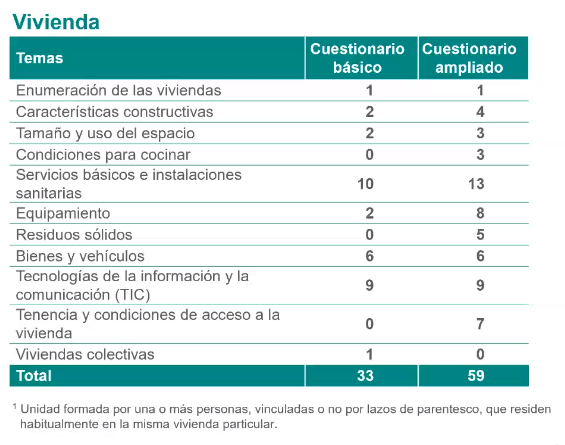 Vivienda
Temas Cuestionario básico Cuestionario ampliado
Enumeración de las viviendas 1 1
Características constructivas 2 4
Tamaño y uso del espacio 2 3
Condiciones para cocinar 0 3
Servicios básicos e instalaciones
sanitarias 10 13
Equipamiento 2 8
Residuos sólidos 0 5
Bienes y vehículos 6 6
Tecnologías de la información y la
comunicación (TIC) 9 9
Tenencia y condiciones de acceso a la
vivienda 0 7
Viviendas colectivas 1 0
Total 33 59
1 Unidad formada por una o más personas, vinculadas o no por lazos de parentesco, que residen
habitualmente en la misma vivienda particular.